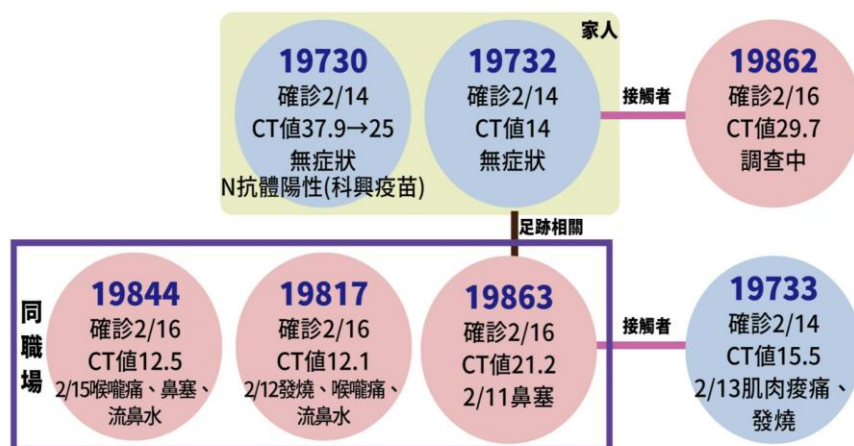 家人
19730
確診2/14
CT值37.9→25
無症狀
N抗體陽性(科興疫苗)
19732
確診2/14
CT值14
無症狀
接觸者
19862
確診2/16
CT值29.7
調查中
足跡相關
同職場
19844
確診2/16
CT值12.5
2/15喉嚨痛、鼻塞、
流鼻水
19817
確診2/16
CT值12.1
2/12發燒、喉嚨痛、
流鼻水
19863
確診2/16
CT值21.2
2/11鼻塞
接觸者
19733
確診2/14
CT值15.5
2/13肌肉痠痛、
發燒